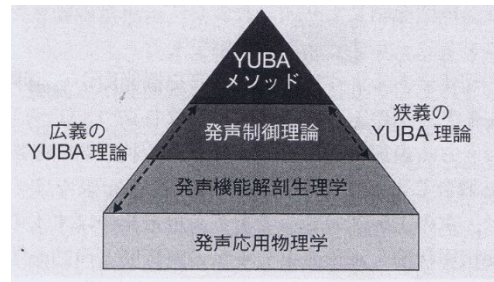 YUBA
メソッド
発声制御理論
広義の
YUBA 理論
狭義の
YUBA 理論
発声機能解剖生理学
発声応用物理学